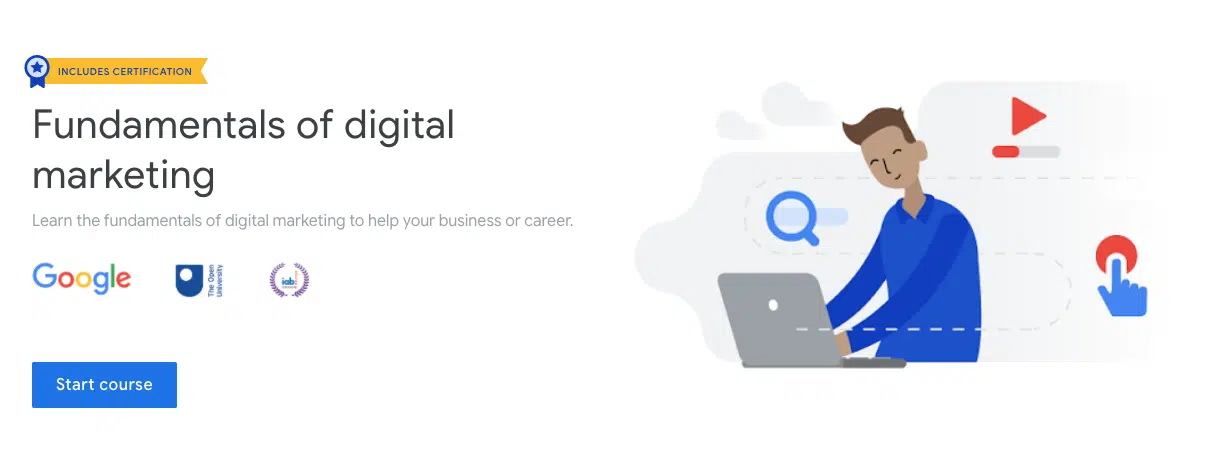 INCLUDES CERTIFICATION
Fundamentals of digital
marketing
Learn the fundamentals of digital marketing to help your business or career.
Google
The Open
University
iab
Start course